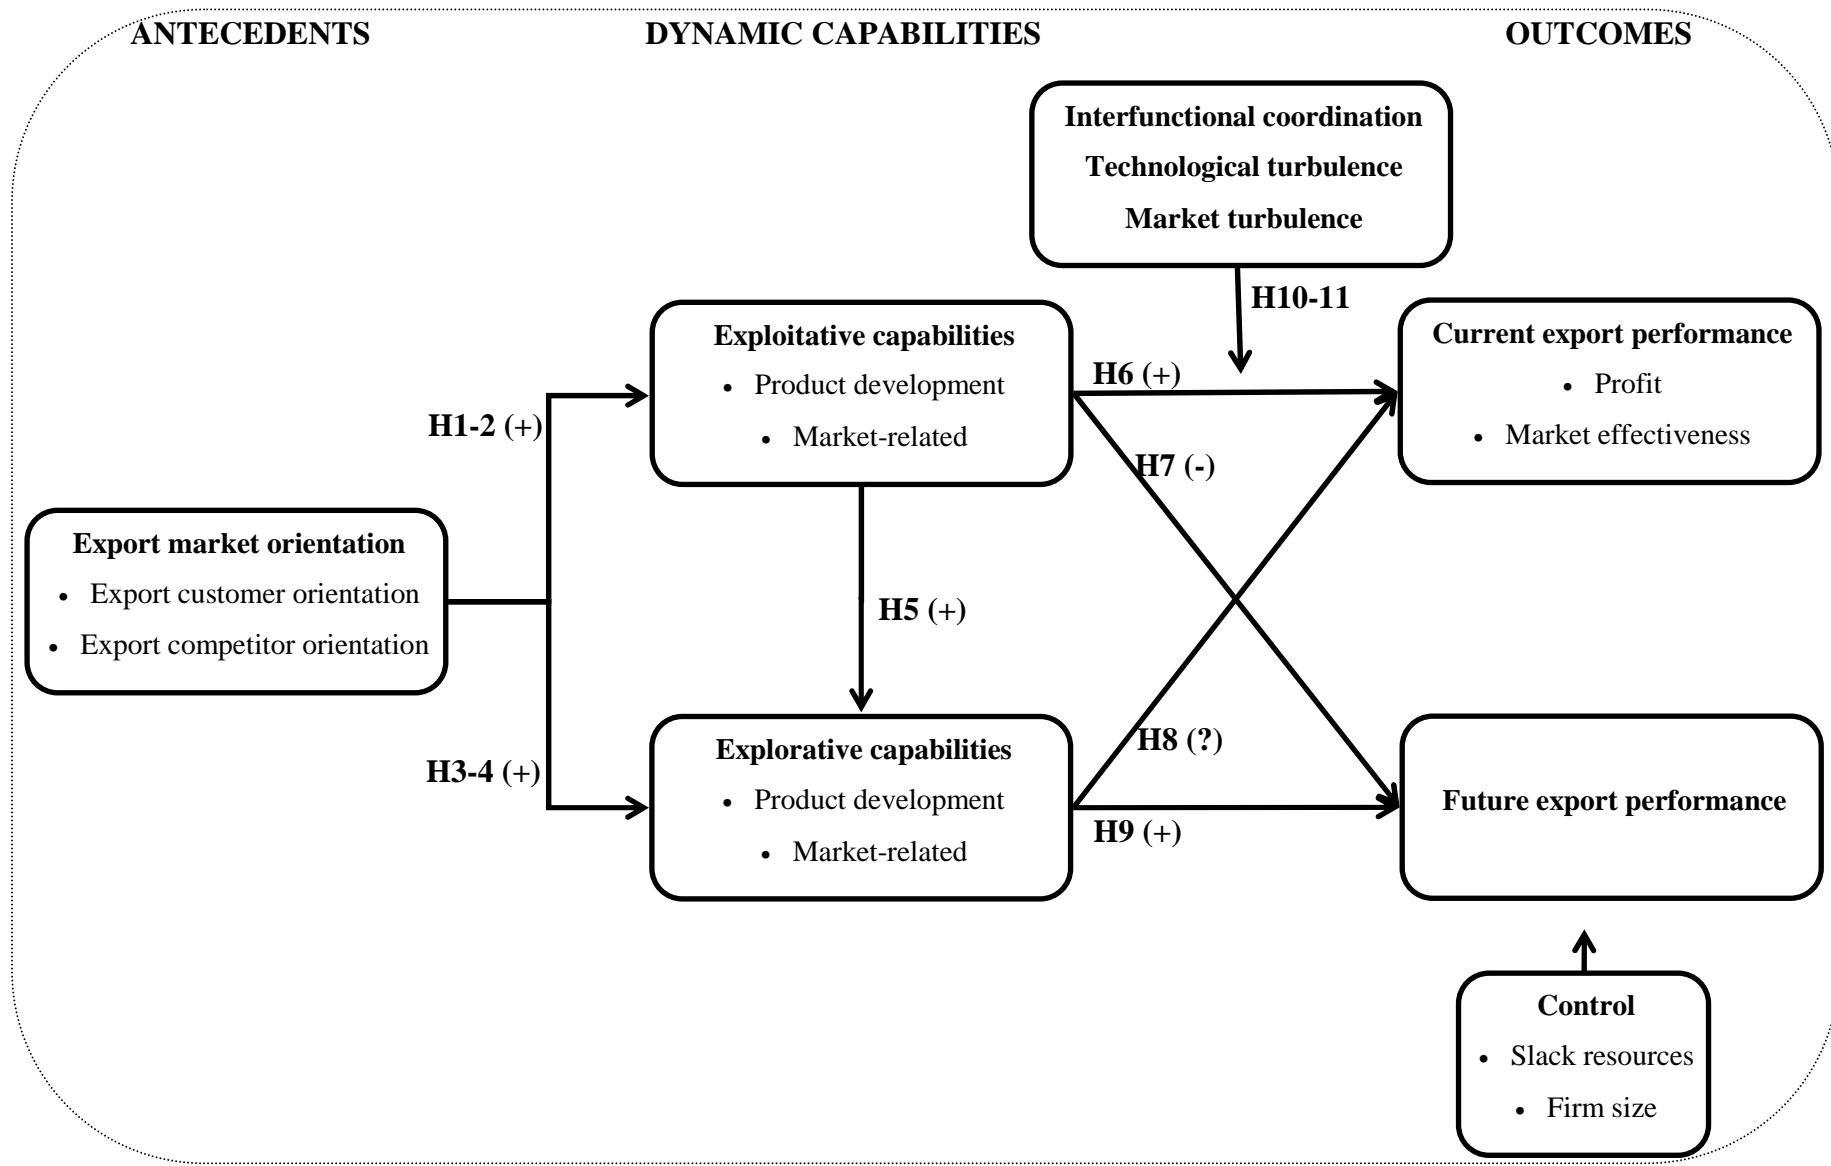 ANTECEDENTS
DYNAMIC CAPABILITIES
OUTCOMES
Interfunctional coordination
Technological turbulence
Market turbulence
H10-11
Exploitative capabilities
• Product development
• Market-related
H6 (+)
Current export performance
• Profit
• Market effectiveness
H1-2 (+)
H7 (-)
Export market orientation
• Export customer orientation
• Export competitor orientation
H5 (+)
H3-4 (+)
Explorative capabilities
• Product development
• Market-related
H8 (?)
H9 (+)
Future export performance
Control
• Slack resources
• Firm size